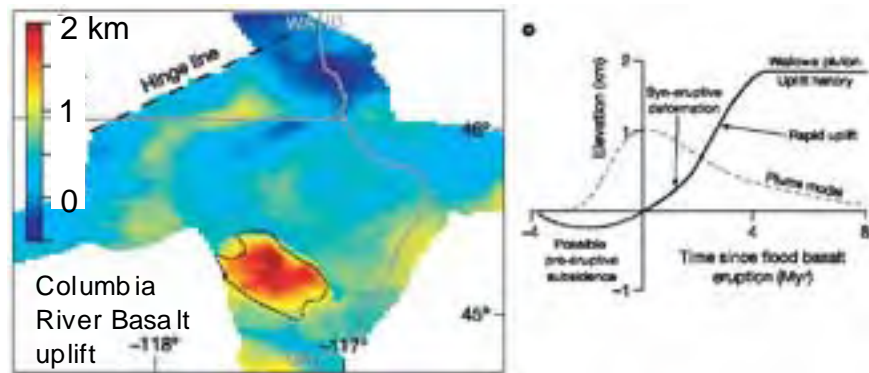 2 km
1
0
Hinge line
46°
45°
-118°
-117°
Columbia
River Basalt
uplift
Elevation (km)
2
1
-1
-4
4
8
Wallowa pluton
Uplift history
Syn-eruptive
deformation
Rapid uplift
Plume model
Possible
pre-eruptive
subsidence
Time since flood basalt
eruption (Myr)